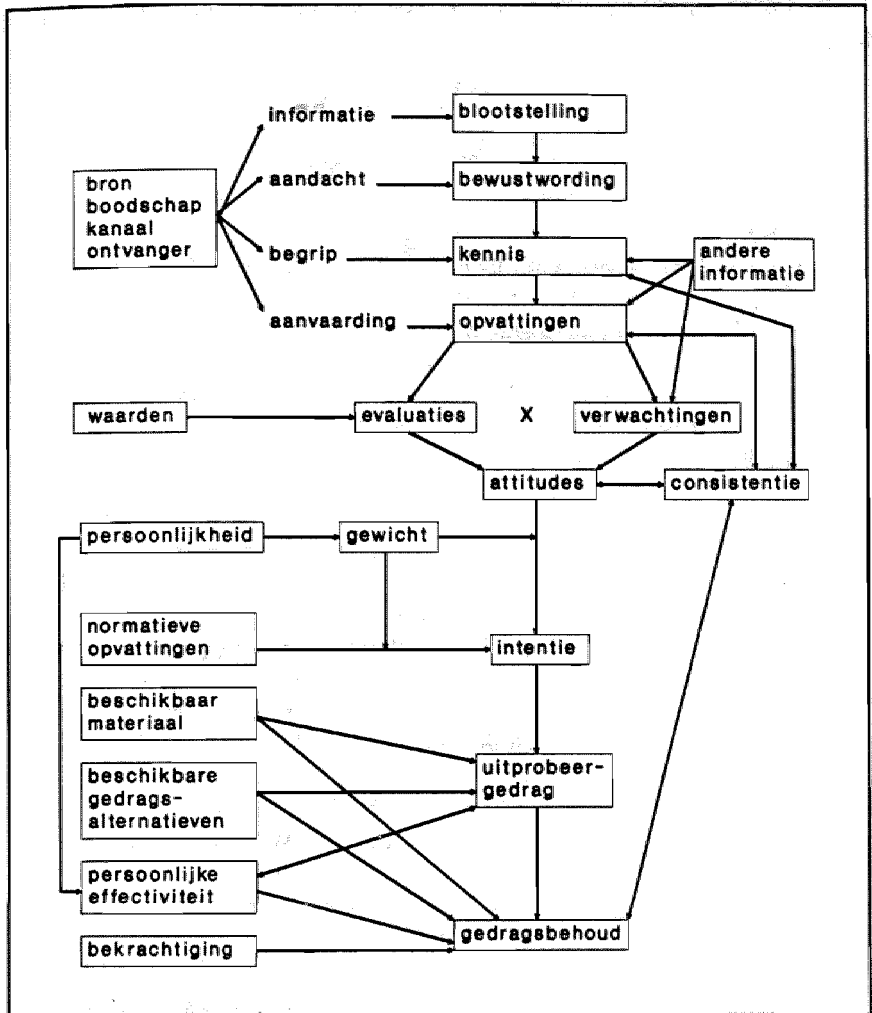 informatie
blootstelling
bron
boodschap
kanaal
ontvanger
aandacht
bewustwording
begrip
kennis
andere
informatie
aanvaarding
opvattingen
waarden
evaluaties
X
verwachtingen
attitudes
consistentie
persoonlijkheid
gewicht
normatieve
opvattingen
intentie
beschikbaar
materiaal
uitprobeer-
gedrag
beschikbare
gedrags-
alternatieven
persoonlijke
effectiviteit
gedragsbehoud
bekrachtiging